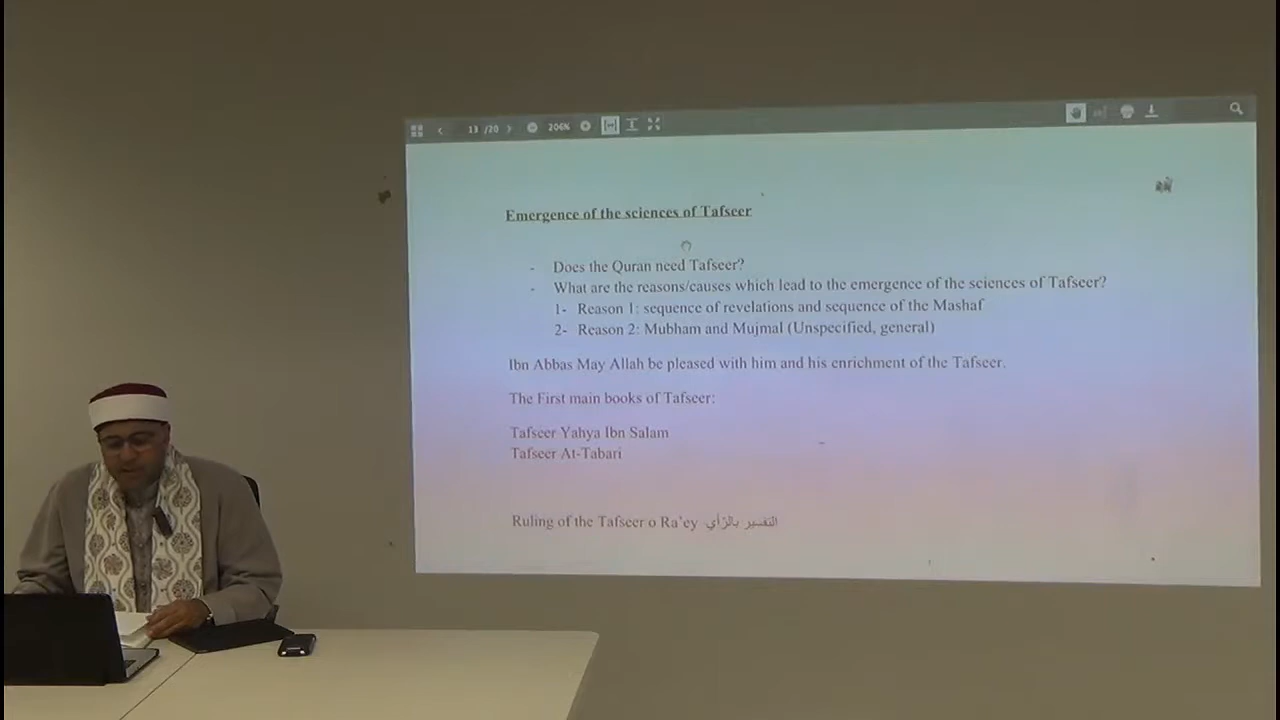 13 /20
206%
Emergence of the sciences of Tafseer
- Does the Quran need Tafseer?
- What are the reasons/causes which lead to the emergence of the sciences of Tafseer?
1- Reason 1: sequence of revelations and sequence of the Mashaf
2- Reason 2: Mubham and Mujmal (Unspecified, general)
Ibn Abbas May Allah be pleased with him and his enrichment of the Tafseer.
The First main books of Tafseer:
Tafseer Yahya Ibn Salam
Tafseer At-Tabari
Ruling of the Tafseer o Ra'ey التفسير بالرأي